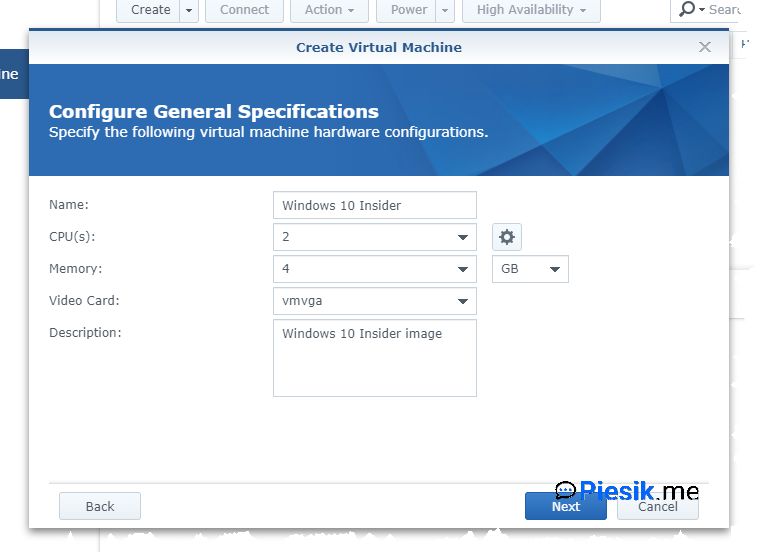 Create Connect Action Power High Availability Sear
Create Virtual Machine
ine
Configure General Specifications
Specify the following virtual machine hardware configurations.
Name: Windows 10 Insider
CPU(s): 2
Memory: 4 GB
Video Card: vmvga
Description: Windows 10 Insider image
Piesik.me
Back Next Cancel